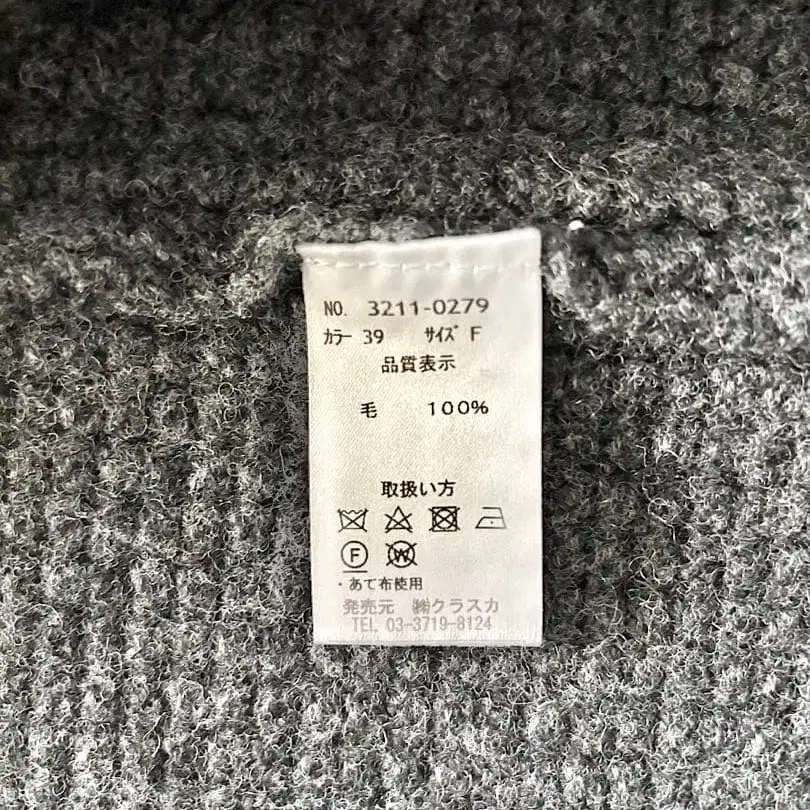 NO. 3211-0279
ｶﾗｰ 39 ｻｲｽﾞ F
品質表示
毛 100%
取扱い方
F W
・あて布使用
発売元 ㈱クラスカ
TEL 03-3719-8124